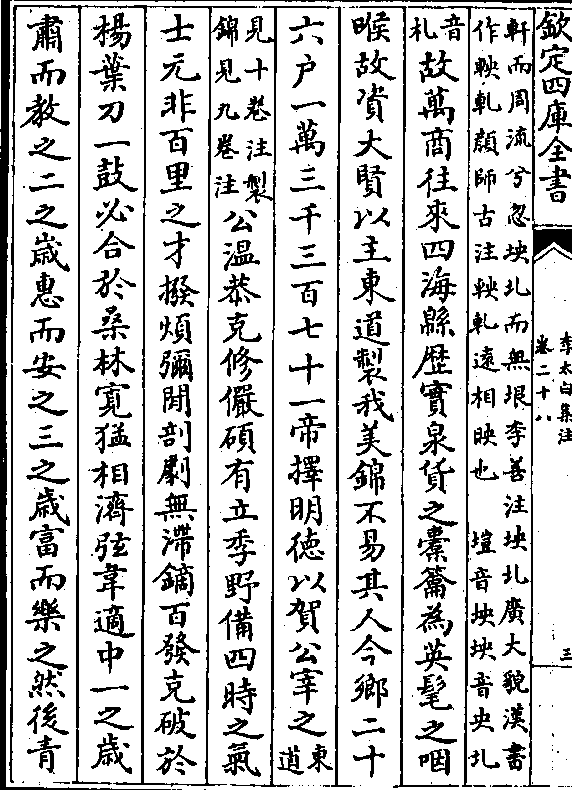 欽定四庫全書
李太白集注
卷二十八
三
軒而周流兮忽坱圠而無垠李善注坱圠廣大貌漢書
作軮軋顔師古注軮軋遠相映也　塏音坱坱音央圠
音
札
故萬商往來四海綿歷實泉貨之橐籥為英髦之咽
喉故資大賢以主東道製我美錦不易其人今鄉二十
六戶一萬三千三百七十一帝擇明德以賀公宰之東
道
見十卷注製
錦見九卷注
公溫恭克修儼碩有立季野備四時之氣
士元非百里之才撥煩彌閒剖劇無滯鏑百發克破於
楊葉刀一鼓必合於桑林寬猛相濟弦韋適中一之歲
肅而教之二之歲惠而安之三之歲富而樂之然後青